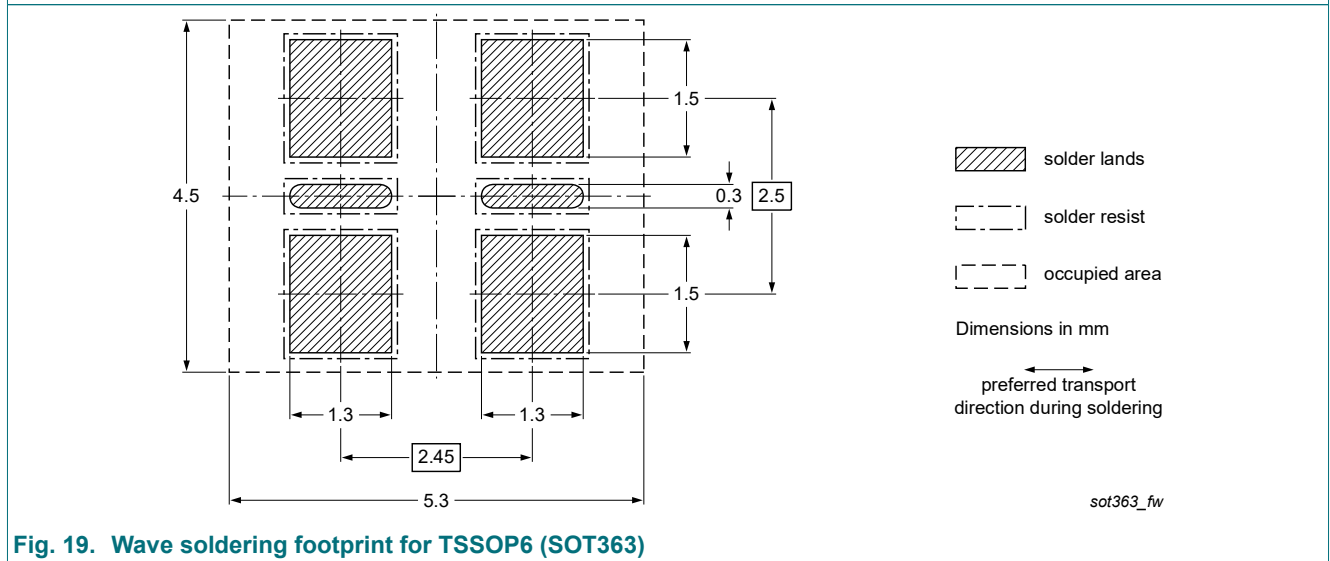 1.5
4.5
0.3
2.5
1.5
1.3
1.3
2.45
5.3
solder lands
solder resist
occupied area
Dimensions in mm
preferred transport
direction during soldering
sot363_fw
Fig. 19. Wave soldering footprint for TSSOP6 (SOT363)